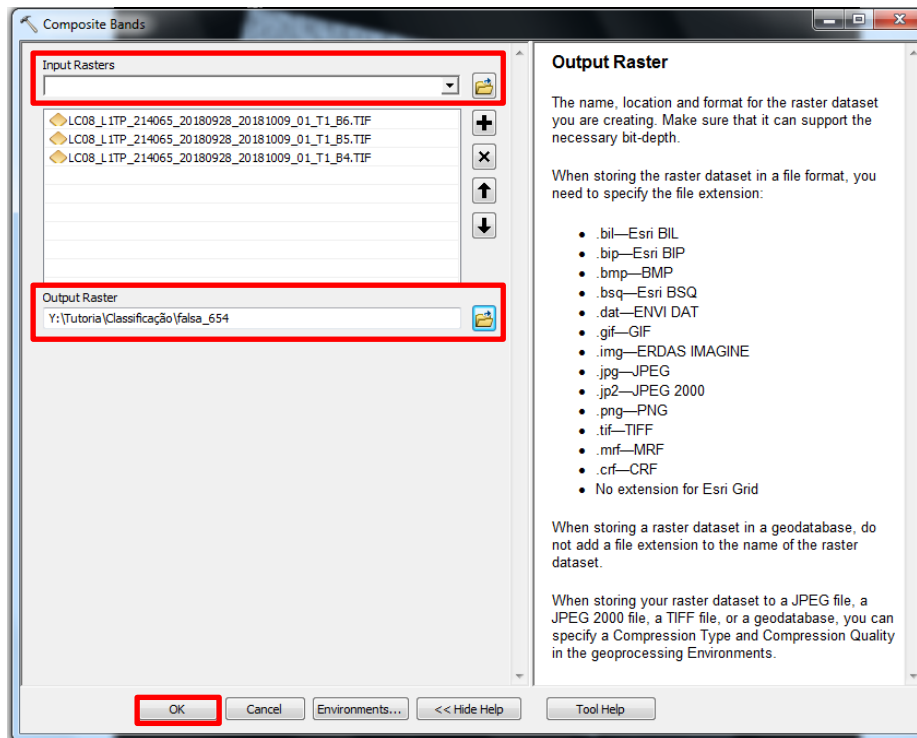 Composite Bands
Input Rasters
LC08_L1TP_214065_20180928_20181009_01_T1_B6.TIF
LC08_L1TP_214065_20180928_20181009_01_T1_B5.TIF
LC08_L1TP_214065_20180928_20181009_01_T1_B4.TIF
Output Raster
Y:\Tutoria\Classificação\falsa_654
OK
Cancel
Environments...
<< Hide Help
Output Raster
The name, location and format for the raster dataset
you are creating. Make sure that it can support the
necessary bit-depth.
When storing the raster dataset in a file format, you
need to specify the file extension:
• .bil—Esri BIL
• .bip—Esri BIP
• .bmp—BMP
• .bsq—Esri BSQ
• .dat—ENVI DAT
• .gif—GIF
• .img—ERDAS IMAGINE
• .jpg—JPEG
• .jp2—JPEG 2000
• .png—PNG
• .tif—TIFF
• .mrf—MRF
• .crf—CRF
• No extension for Esri Grid
When storing a raster dataset in a geodatabase, do
not add a file extension to the name of the raster
dataset.
When storing your raster dataset to a JPEG file, a
JPEG 2000 file, a TIFF file, or a geodatabase, you can
specify a Compression Type and Compression Quality
in the geoprocessing Environments.
Tool Help